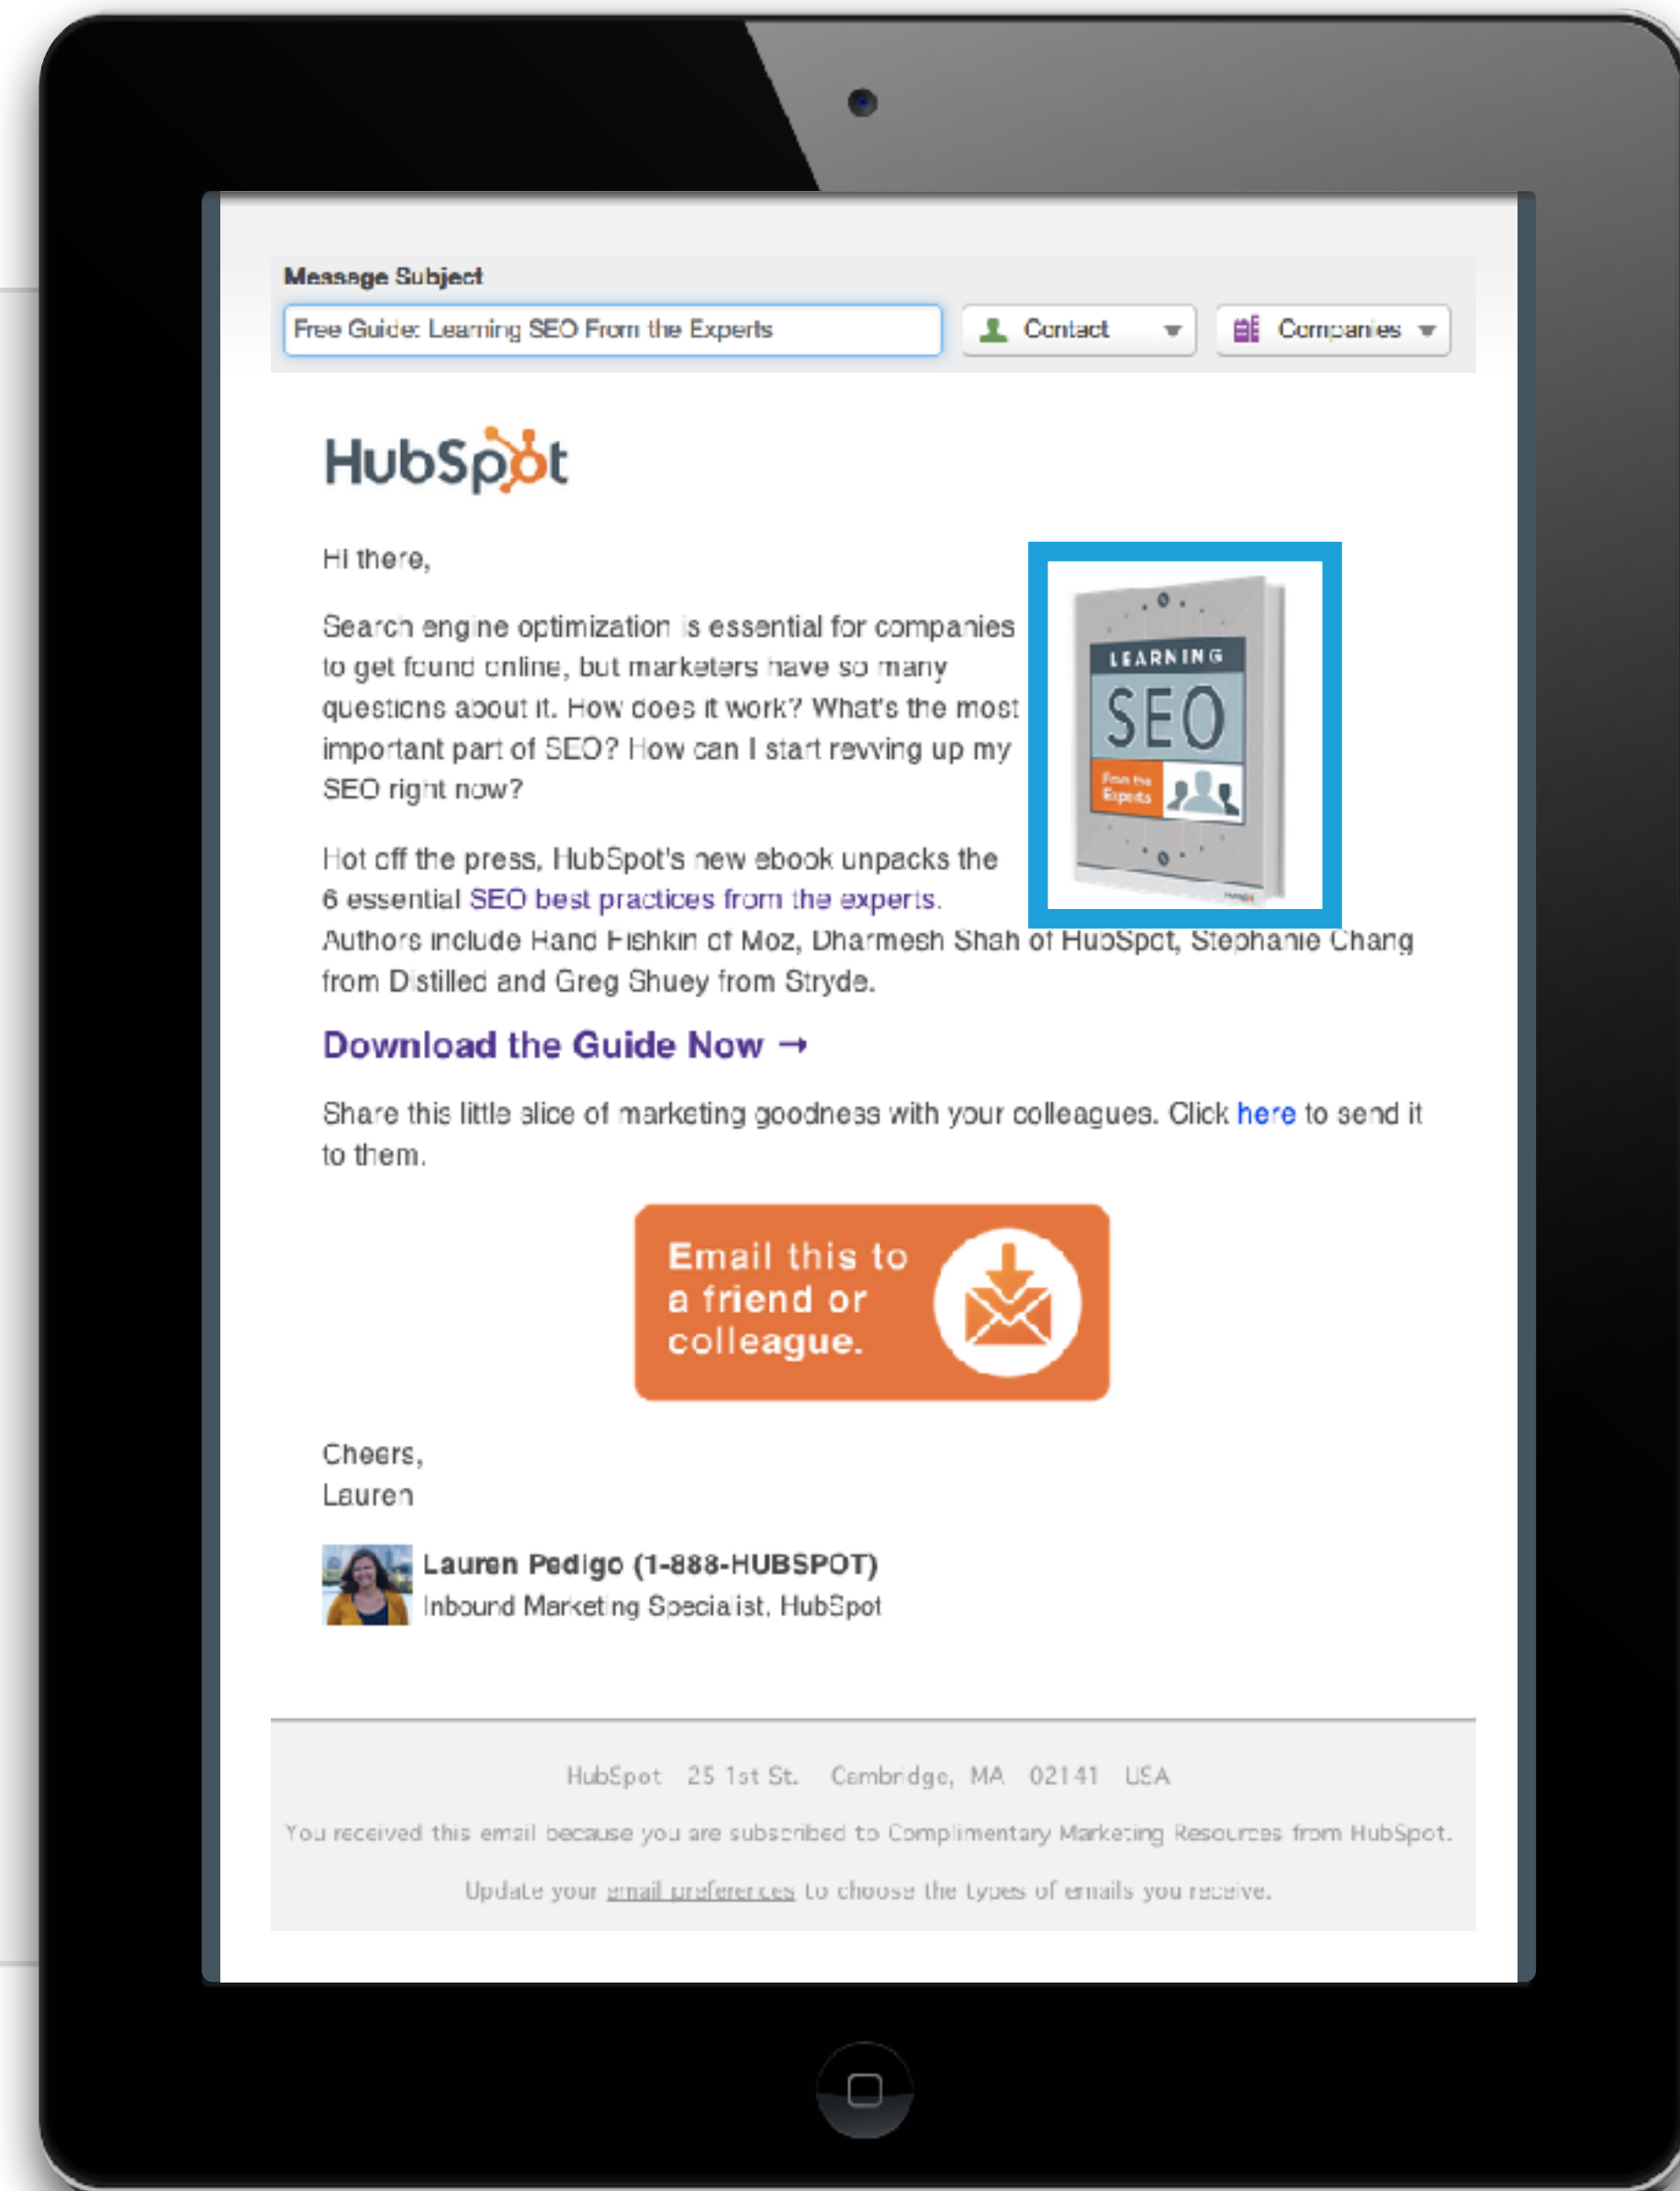 Message Subject
Free Guide: Learning SEO From the Experts
Contact
Companies
HubSpot
Hi there,
Search engine optimization is essential for companies
to get found online, but marketers have so many
questions about it. How does it work? What's the most
important part of SEO? How can I start revving up my
SEO right now?
LEARNING
SEO
From the
Experts
HubSpot
Hot off the press, HubSpot's new ebook unpacks the
6 essential SEO best practices from the experts.
Authors include Rand Fishkin of Moz, Dharmesh Shah of HubSpot, Stephanie Chang
from Distilled and Greg Shuey from Stryde.
Download the Guide Now →
Share this little slice of marketing goodness with your colleagues. Click here to send it
to them.
Email this to
a friend or
colleague.
Cheers,
Lauren
Lauren Pedigo (1-888-HUBSPOT)
Inbound Marketing Specialist, HubSpot
HubSpot 25 1st St. Cambridge, MA 02141 USA
You received this email because you are subscribed to Complimentary Marketing Resources from HubSpot.
Update your email preferences to choose the types of emails you receive.